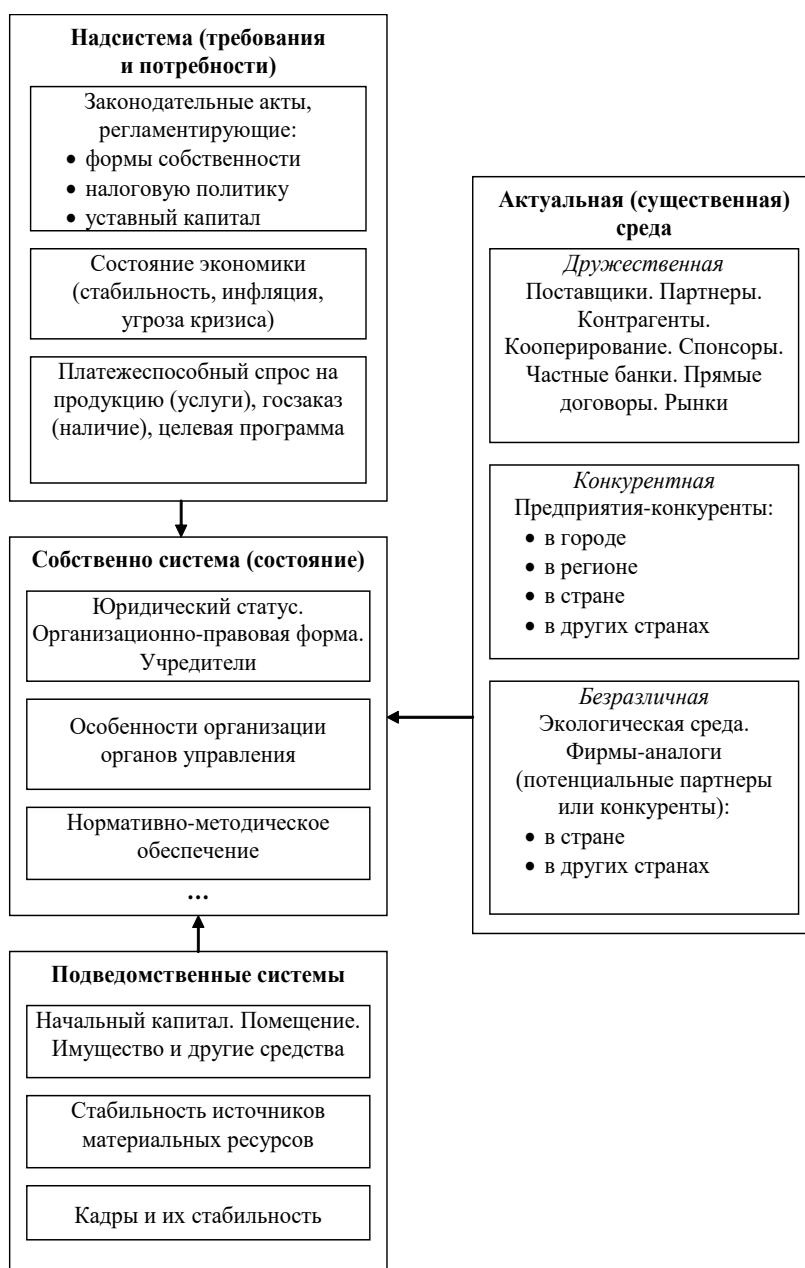 Надсистема (требования
и потребности)
Законодательные акты,
регламентирующие:
• формы собственности
• налоговую политику
• уставный капитал
Состояние экономики
(стабильность, инфляция,
угроза кризиса)
Платежеспособный спрос на
продукцию (услуги), госзаказ
(наличие), целевая программа
Собственно система (состояние)
Юридический статус.
Организационно-правовая форма.
Учредители
Особенности организации
органов управления
Нормативно-методическое
обеспечение
...
Подведомственные системы
Начальный капитал. Помещение.
Имущество и другие средства
Стабильность источников
материальных ресурсов
Кадры и их стабильность
Актуальная (существенная)
среда
Дружественная
Поставщики. Партнеры.
Контрагенты.
Кооперирование. Спонсоры.
Частные банки. Прямые
договоры. Рынки
Конкурентная
Предприятия-конкуренты:
• в городе
• в регионе
• в стране
• в других странах
Безразличная
Экологическая среда.
Фирмы-аналоги
(потенциальные партнеры
или конкуренты):
• в стране
• в других странах